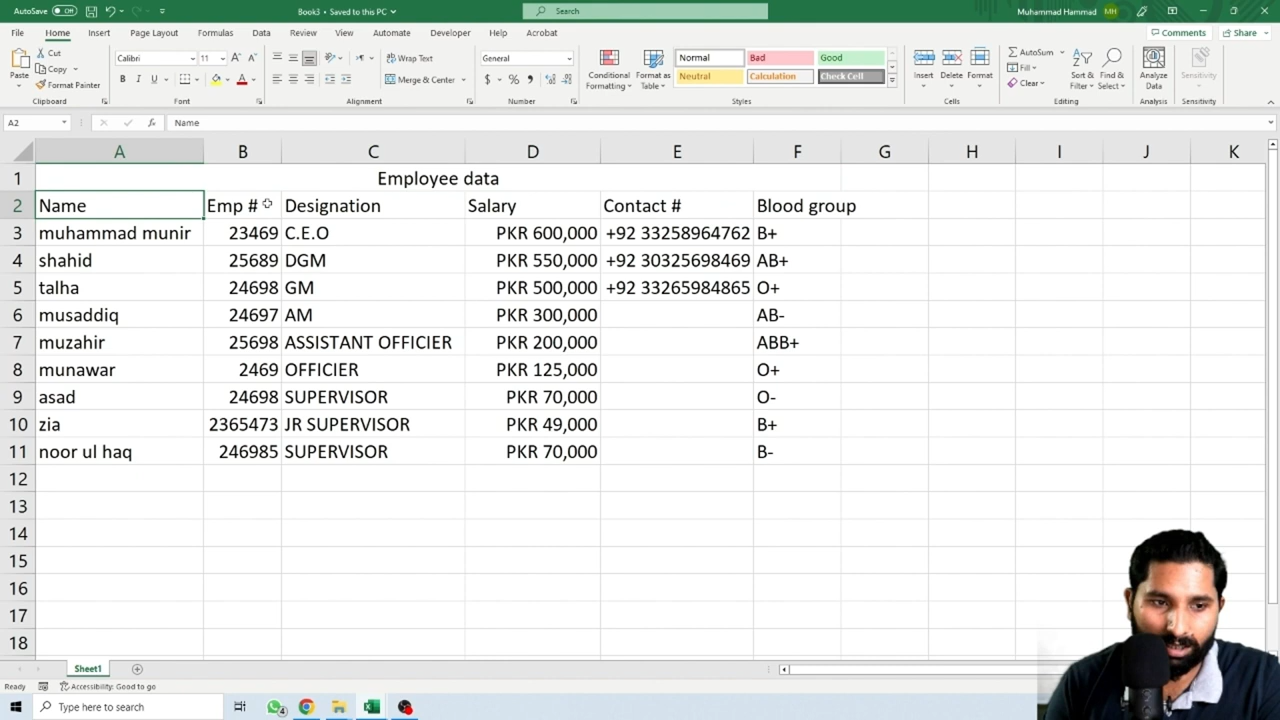 AutoSave Off Book3 • Saved to this PC Search Muhammad Hammad MH
File Home Insert Page Layout Formulas Data Review View Automate Developer Help Acrobat Comments Share
Paste Cut Copy Format Painter Clipboard
Calibri 11 B I U Font
Wrap Text Merge & Center Alignment
General $ % Number
Conditional Formatting Format as Table Normal Bad Good Neutral Calculation Check Cell Styles
Insert Delete Format Cells
AutoSum Fill Clear Sort & Filter Find & Select Editing
Analyze Data Analysis
Sensitivity Sensitivity
A2 fx Name
A B C D E F G H I J K
1 Employee data
2 Name Emp # Designation Salary Contact # Blood group
3 muhammad munir 23469 C.E.O PKR 600,000 +92 33258964762 B+
4 shahid 25689 DGM PKR 550,000 +92 30325698469 AB+
5 talha 24698 GM PKR 500,000 +92 33265984865 O+
6 musaddiq 24697 AM PKR 300,000 AB-
7 muzahir 25698 ASSISTANT OFFICIER PKR 200,000 ABB+
8 munawar 2469 OFFICIER PKR 125,000 O+
9 asad 24698 SUPERVISOR PKR 70,000 O-
10 zia 2365473 JR SUPERVISOR PKR 49,000 B+
11 noor ul haq 246985 SUPERVISOR PKR 70,000 B-
12
13
14
15
16
17
18
Sheet1
Ready Accessibility: Good to go
Type here to search 4